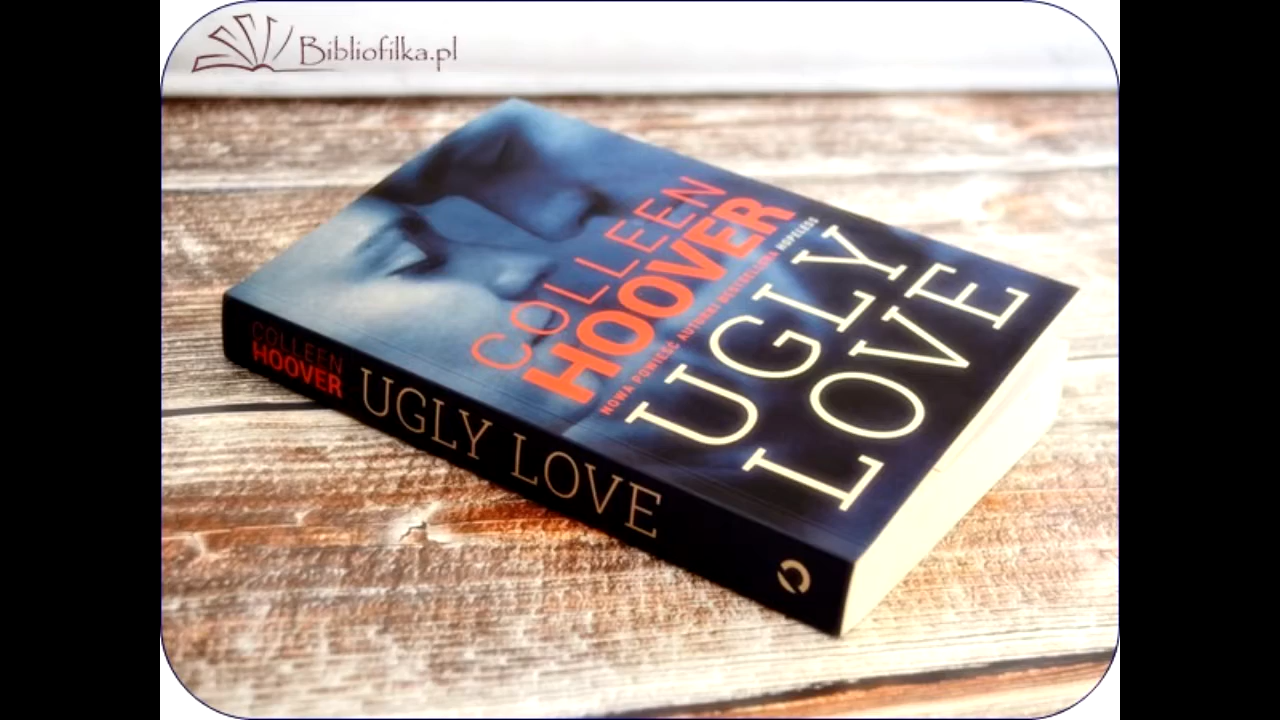 Bibliofilka.pl
COLLEEN
HOOVER
NOWA POWIEŚĆ AUTORKI BESTSELLERA HOPELESS
UGLY
LOVE
COLLEEN
HOOVER
UGLY LOVE